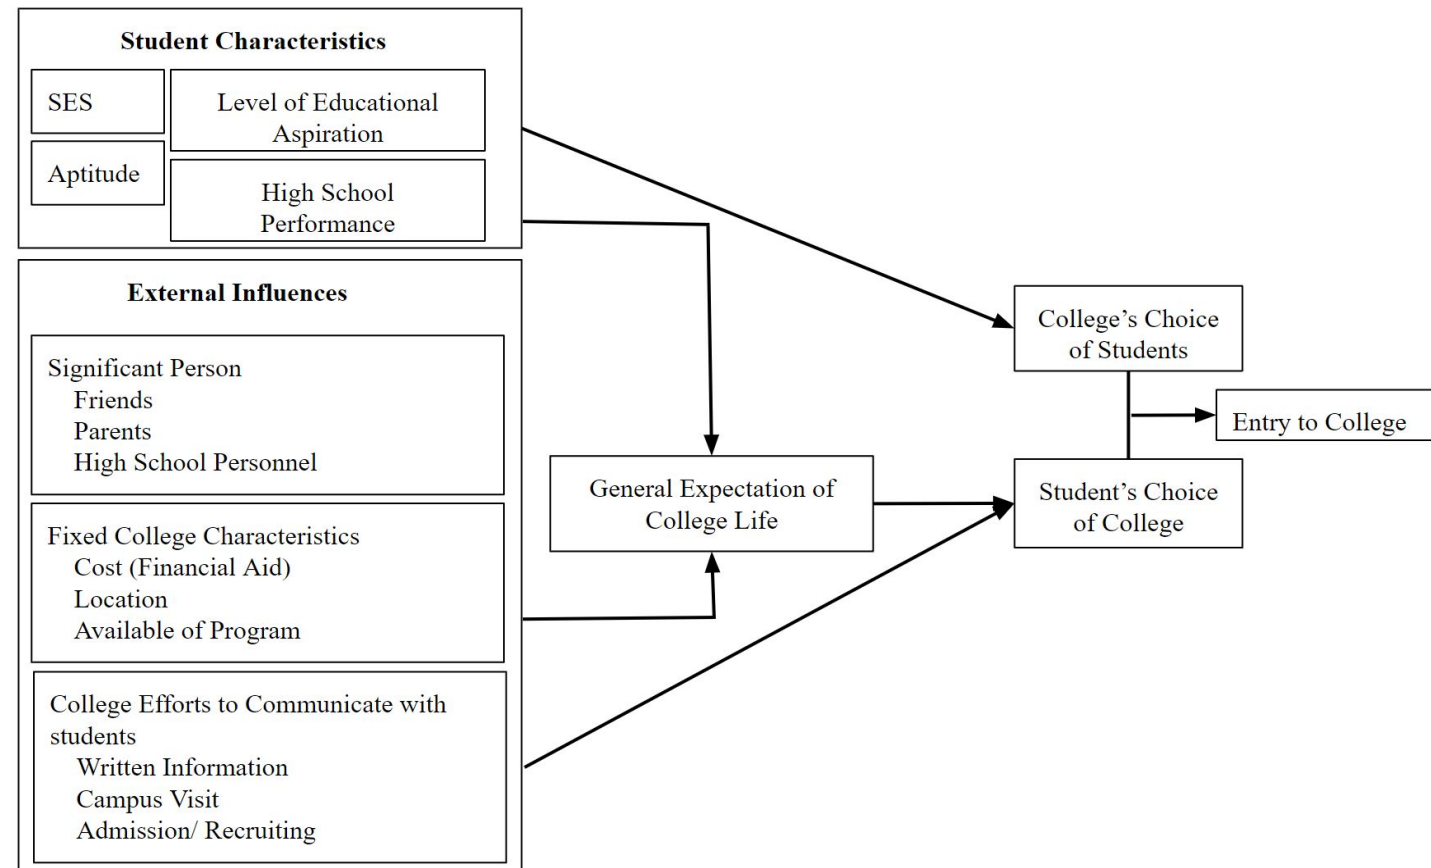 Student Characteristics
SES
Level of Educational
Aspiration
Aptitude
High School
Performance
External Influences
Significant Person
Friends
Parents
High School Personnel
Fixed College Characteristics
Cost (Financial Aid)
Location
Available of Program
College Efforts to Communicate with
students
Written Information
Campus Visit
Admission/ Recruiting
General Expectation of
College Life
College’s Choice
of Students
Student’s Choice
of College
Entry to College